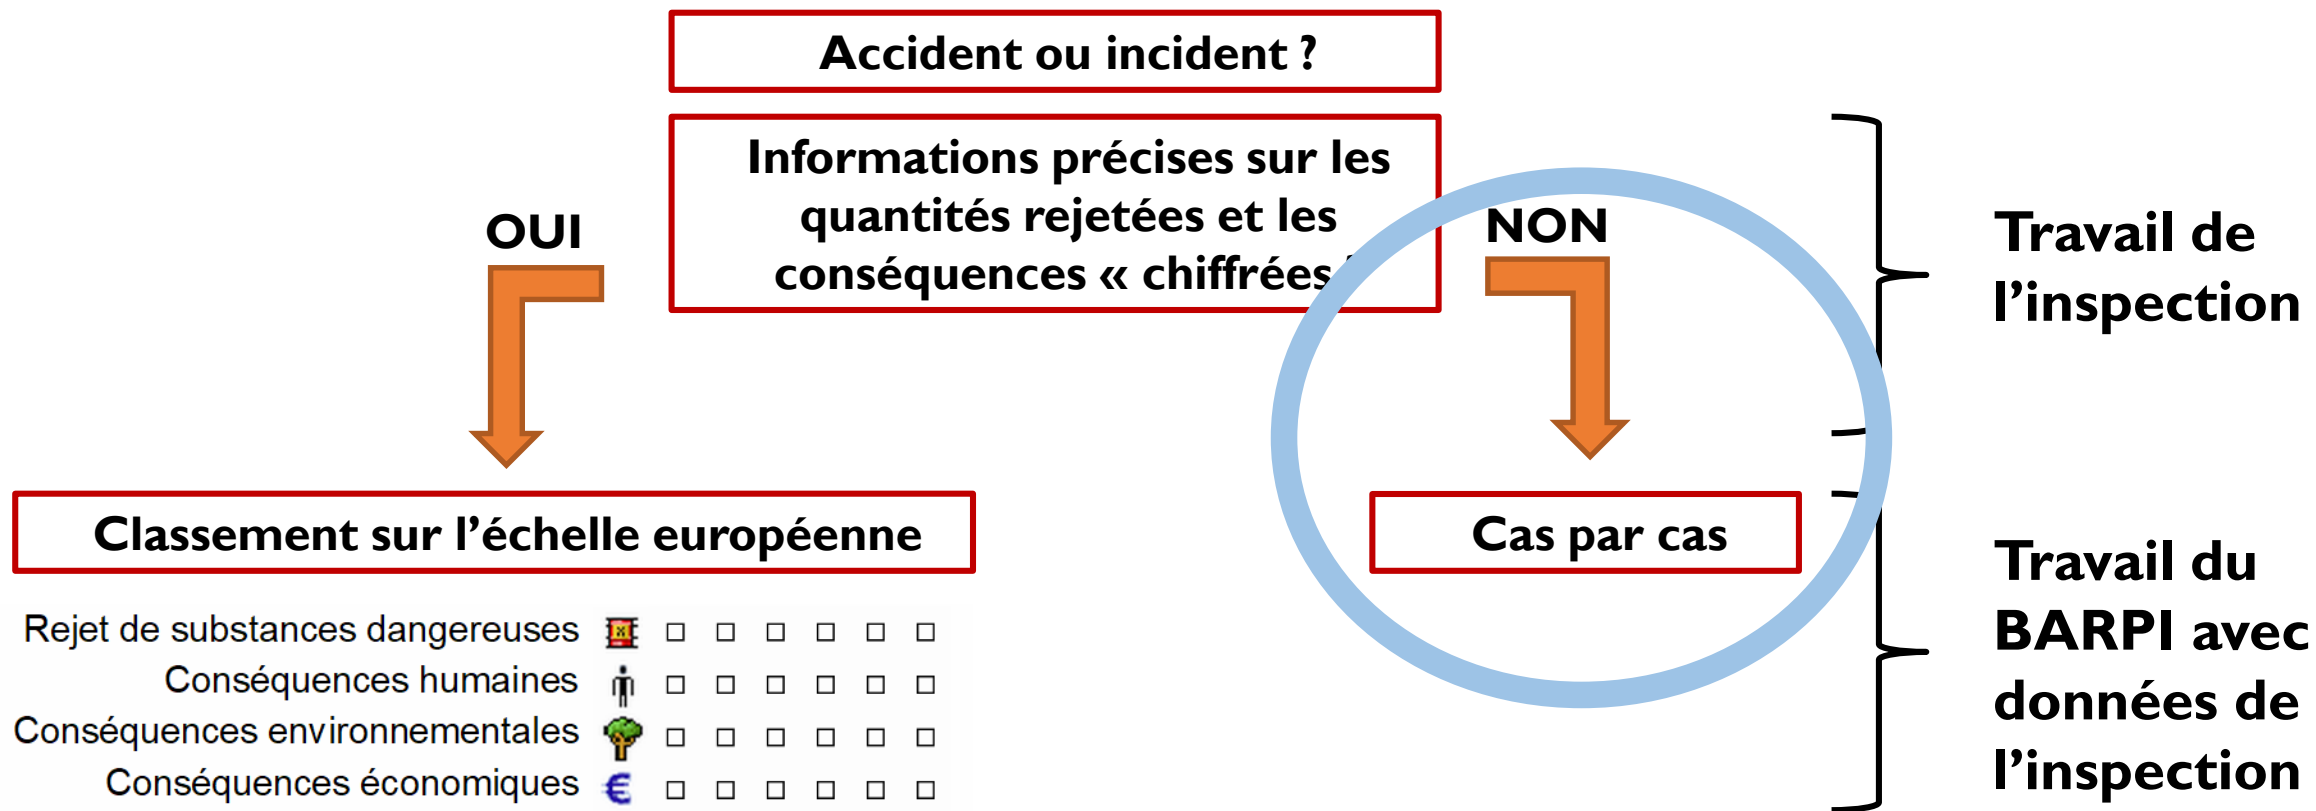 Accident ou incident ?
Informations précises sur les
quantités rejetées et les
conséquences « chiffrées
OUI
NON
Travail de
l’inspection
Classement sur l’échelle européenne
Cas par cas
Rejet de substances dangereuses
Conséquences humaines
Conséquences environnementales
Conséquences économiques
€
Travail du
BARPI avec
données de
l’inspection